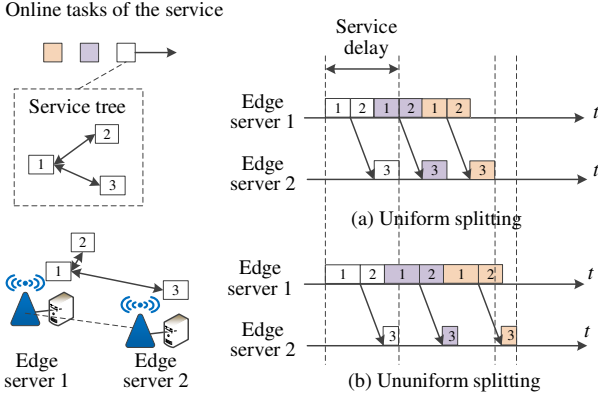 Online tasks of the service
Service tree
1
2
3
2
1
3
Edge
server 1
Edge
server 2
Service
delay
Edge
server 1
1 2 1 2 1 2
t
Edge
server 2
3 3 3
t
(a) Uniform splitting
Edge
server 1
1 2 1 2 1 2
t
Edge
server 2
3 3 3
t
(b) Ununiform splitting